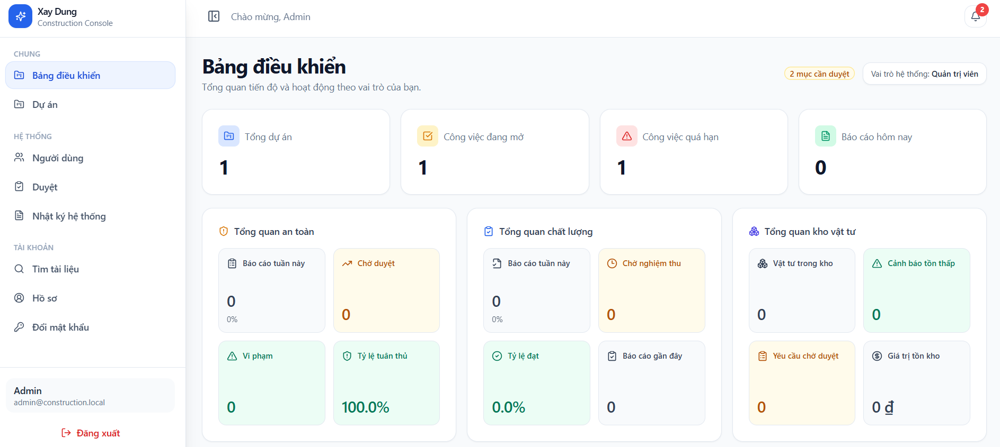 Xay Dung
Construction Console
CHUNG
Bảng điều khiển
Dự án
HỆ THỐNG
Người dùng
Duyệt
Nhật ký hệ thống
TÀI KHOẢN
Tìm tài liệu
Hồ sơ
Đổi mật khẩu
Admin
admin@construction.local
Đăng xuất
Chào mừng, Admin
2
Bảng điều khiển
Tổng quan tiến độ và hoạt động theo vai trò của bạn.
2 mục cần duyệt
Vai trò hệ thống: Quản trị viên
Tổng dự án
1
Công việc đang mở
1
Công việc quá hạn
1
Báo cáo hôm nay
0
Tổng quan an toàn
Báo cáo tuần này
0
0%
Chờ duyệt
0
Vi phạm
0
Tỷ lệ tuân thủ
100.0%
Tổng quan chất lượng
Báo cáo tuần này
0
0%
Chờ nghiệm thu
0
Tỷ lệ đạt
0.0%
Báo cáo gần đây
0
Tổng quan kho vật tư
Vật tư trong kho
0
Cảnh báo tồn thấp
0
Yêu cầu chờ duyệt
0
Giá trị tồn kho
0 ₫